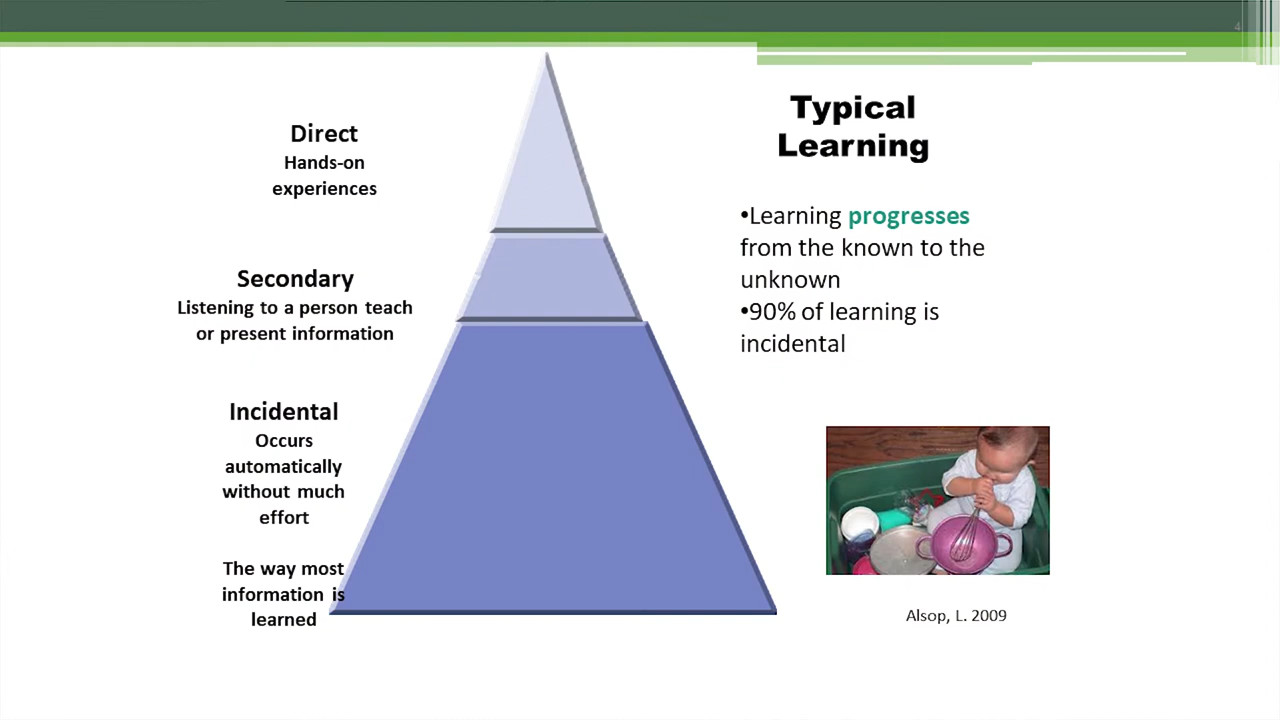 4
Typical
Learning
Direct
Hands-on
experiences
Secondary
Listening to a person teach
or present information
Incidental
Occurs
automatically
without much
effort
The way most
information is
learned
•Learning progresses
from the known to the
unknown
•90% of learning is
incidental
Alsop, L. 2009